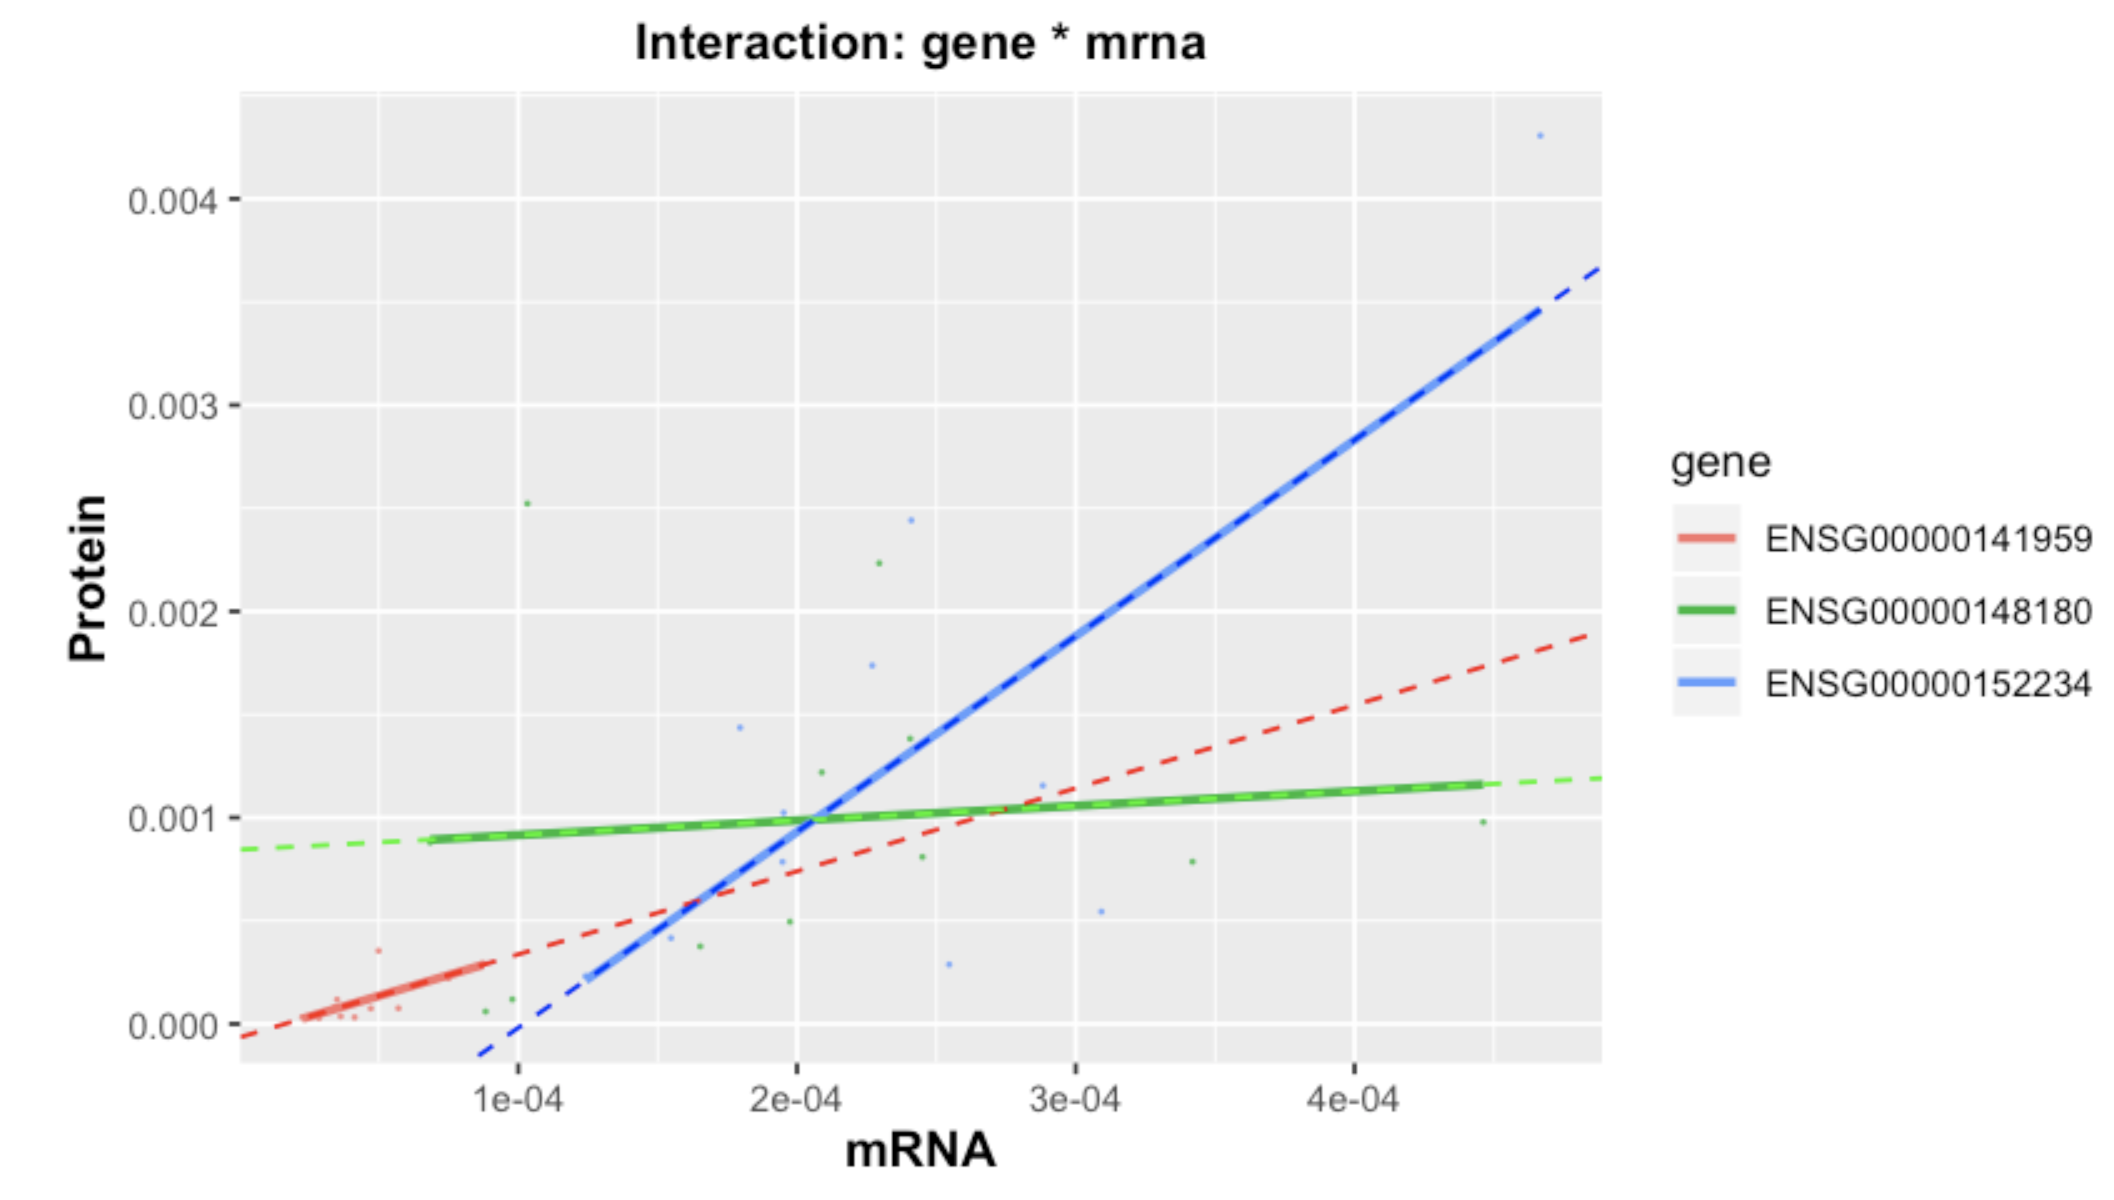 Interaction: gene * mrna
0.004
0.003
0.002
0.001
0.000
Protein
1e-04
2e-04
3e-04
4e-04
mRNA
gene
ENSG00000141959
ENSG00000148180
ENSG00000152234